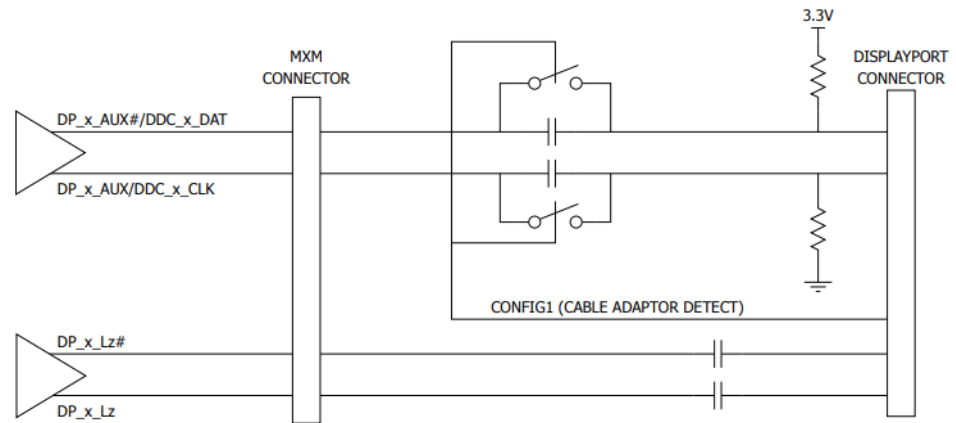 3.3V
MXM
CONNECTOR
DISPLAYPORT
CONNECTOR
DP_x_AUX#/DDC_x_DAT
DP_x_AUX/DDC_x_CLK
CONFIG1 (CABLE ADAPTOR DETECT)
DP_x_Lz#
DP_x_Lz